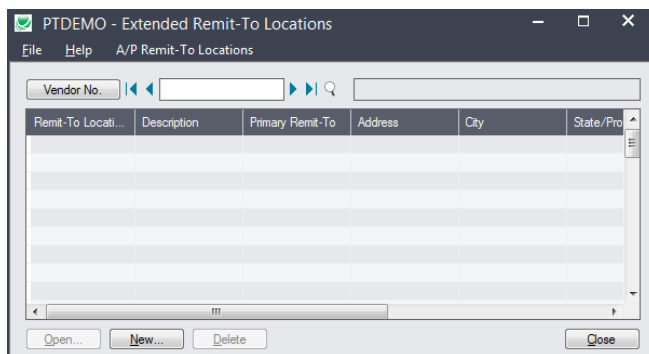 PTDEMO - Extended Remit-To Locations
File Help A/P Remit-To Locations
Vendor No.
Remit-To Locati... Description Primary Remit-To Address City State/Pro
Open... New... Delete Close